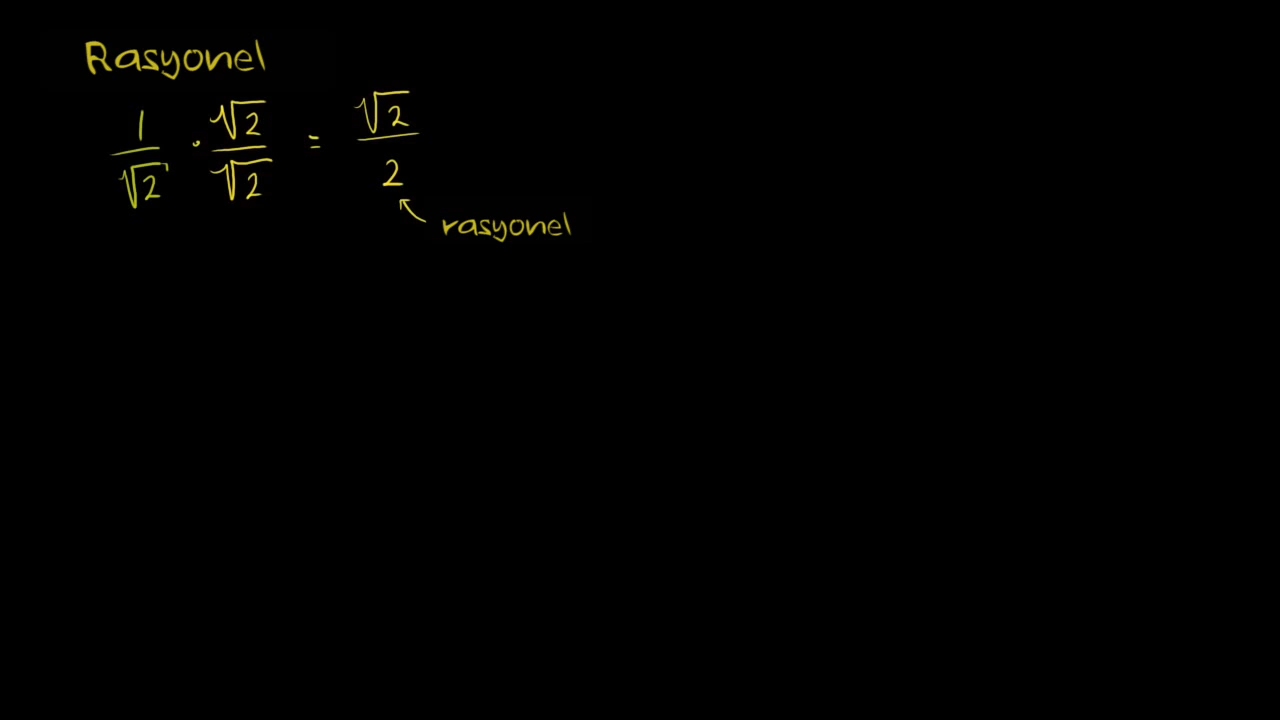 Rasyonel
1/√2 · √2/√2 = √2/2
rasyonel